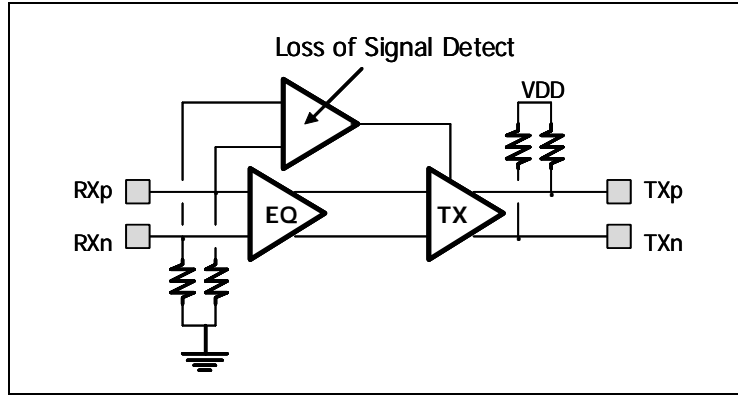 Loss of Signal Detect
VDD
RXp
EQ
TX
TXp
RXn
TXn